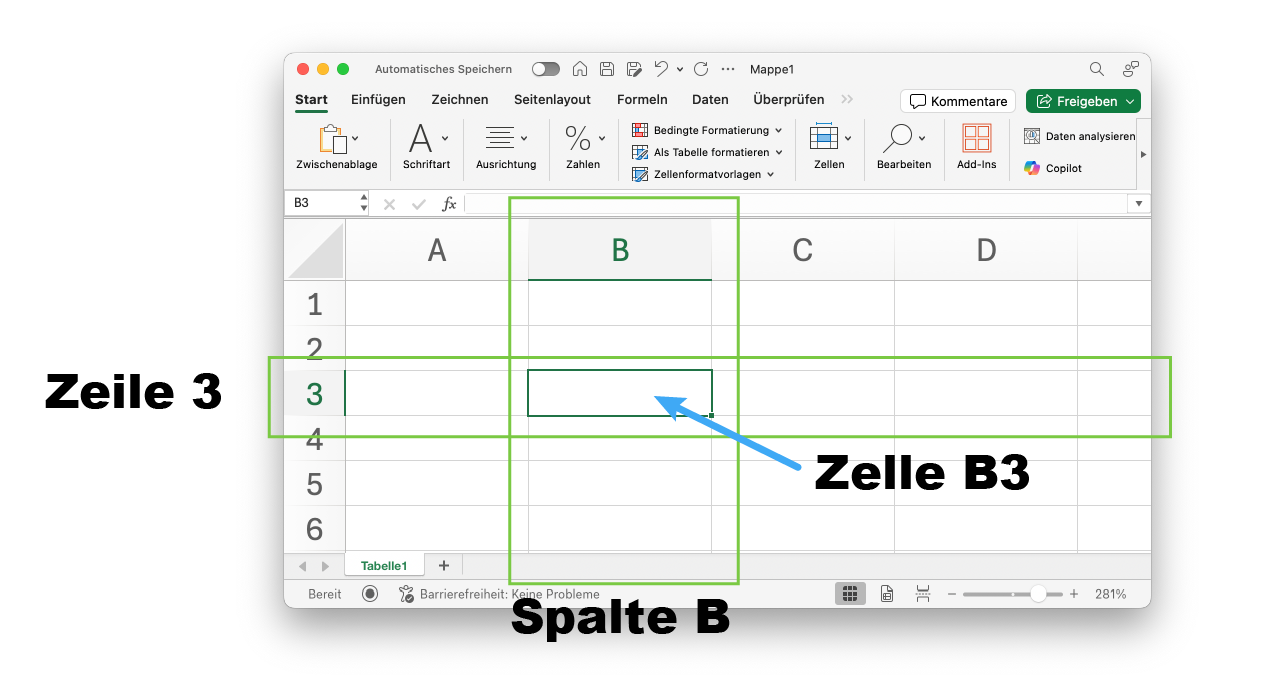 Automatisches Speichern Mappe1
Start Einfügen Zeichnen Seitenlayout Formeln Daten Überprüfen Kommentare Freigeben
Zwischenablage Schriftart Ausrichtung % Zahlen
Bedingte Formatierung
Als Tabelle formatieren
Zellenformatvorlagen
Zellen Bearbeiten Add-Ins
Daten analysieren
Copilot
B3 fx
A B C D
1
2
3
4
5
6
Zeile 3
Zelle B3
Tabelle1 +
Bereit Barrierefreiheit: Keine Probleme − + 281%
Spalte B